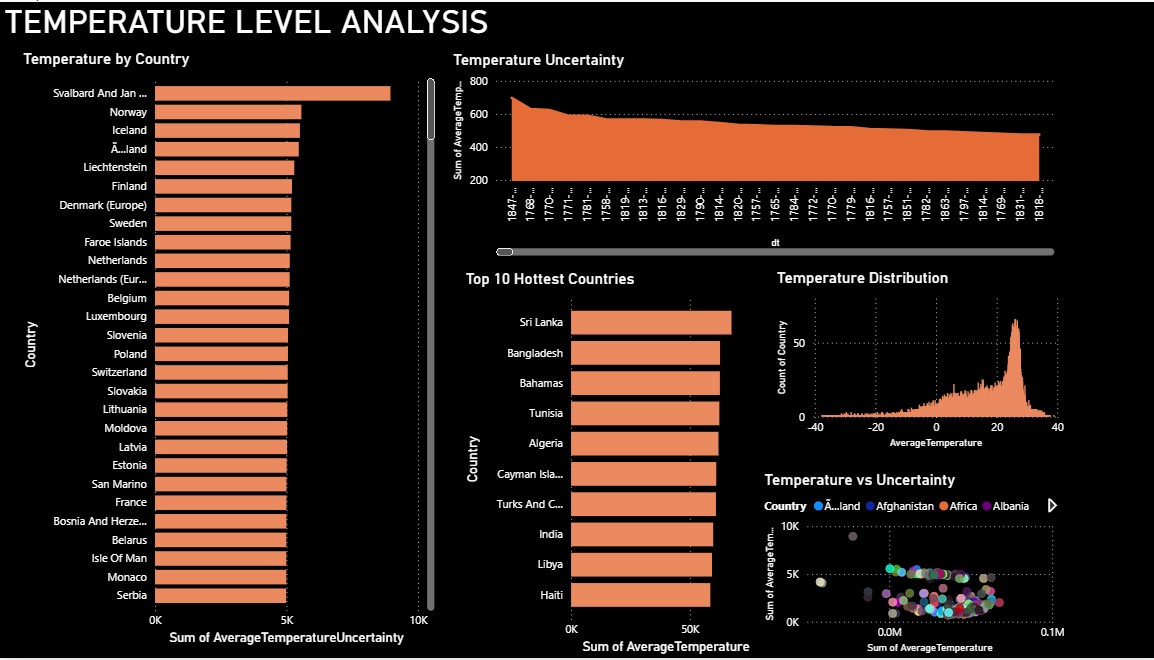 TEMPERATURE LEVEL ANALYSIS
Temperature by Country
Country
Svalbard And Jan ...
Norway
Iceland
Ã...land
Liechtenstein
Finland
Denmark (Europe)
Sweden
Faroe Islands
Netherlands
Netherlands (Eur...
Belgium
Luxembourg
Slovenia
Poland
Switzerland
Slovakia
Lithuania
Moldova
Latvia
Estonia
San Marino
France
Bosnia And Herze...
Belarus
Isle Of Man
Monaco
Serbia
0K 5K 10K
Sum of AverageTemperatureUncertainty
Temperature Uncertainty
Sum of AverageTemp...
800
600
400
200
1847-... 1768-... 1770-... 1771-... 1781-... 1758-... 1819-... 1813-... 1816-... 1829-... 1790-... 1814-... 1820-... 1757-... 1765-... 1784-... 1772-... 1770-... 1779-... 1816-... 1757-... 1851-... 1782-... 1863-... 1797-... 1814-... 1769-... 1831-... 1818-...
dt
Top 10 Hottest Countries
Country
Sri Lanka
Bangladesh
Bahamas
Tunisia
Algeria
Cayman Isla...
Turks And C...
India
Libya
Haiti
0K 50K
Sum of AverageTemperature
Temperature Distribution
Count of Country
50
0
-40 -20 0 20 40
AverageTemperature
Temperature vs Uncertainty
Country Ã...land Afghanistan Africa Albania
Sum of AverageTem...
10K
5K
0K
0.0M 0.1M
Sum of AverageTemperature